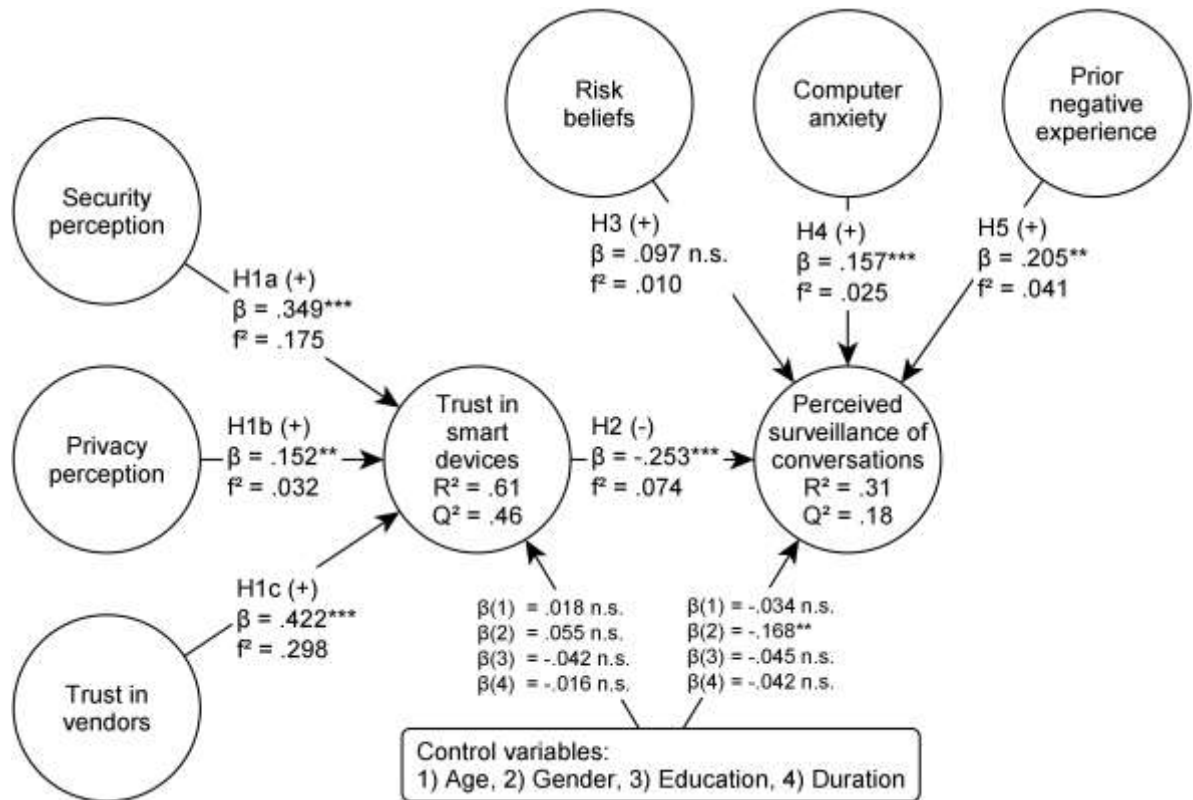 Risk
beliefs
Computer
anxiety
Prior
negative
experience
Security
perception
H3 (+)
β = .097 n.s.
f² = .010
H4 (+)
β = .157***
f² = .025
H5 (+)
β = .205**
f² = .041
H1a (+)
β = .349***
f² = .175
Privacy
perception
H1b (+)
β = .152**
f² = .032
Trust in
smart
devices
R² = .61
Q² = .46
H2 (-)
β = -.253***
f² = .074
Perceived
surveillance of
conversations
R² = .31
Q² = .18
H1c (+)
β = .422***
f² = .298
Trust in
vendors
β(1) = .018 n.s.
β(2) = .055 n.s.
β(3) = -.042 n.s.
β(4) = -.016 n.s.
β(1) = -.034 n.s.
β(2) = -.168**
β(3) = -.045 n.s.
β(4) = -.042 n.s.
Control variables:
1) Age, 2) Gender, 3) Education, 4) Duration